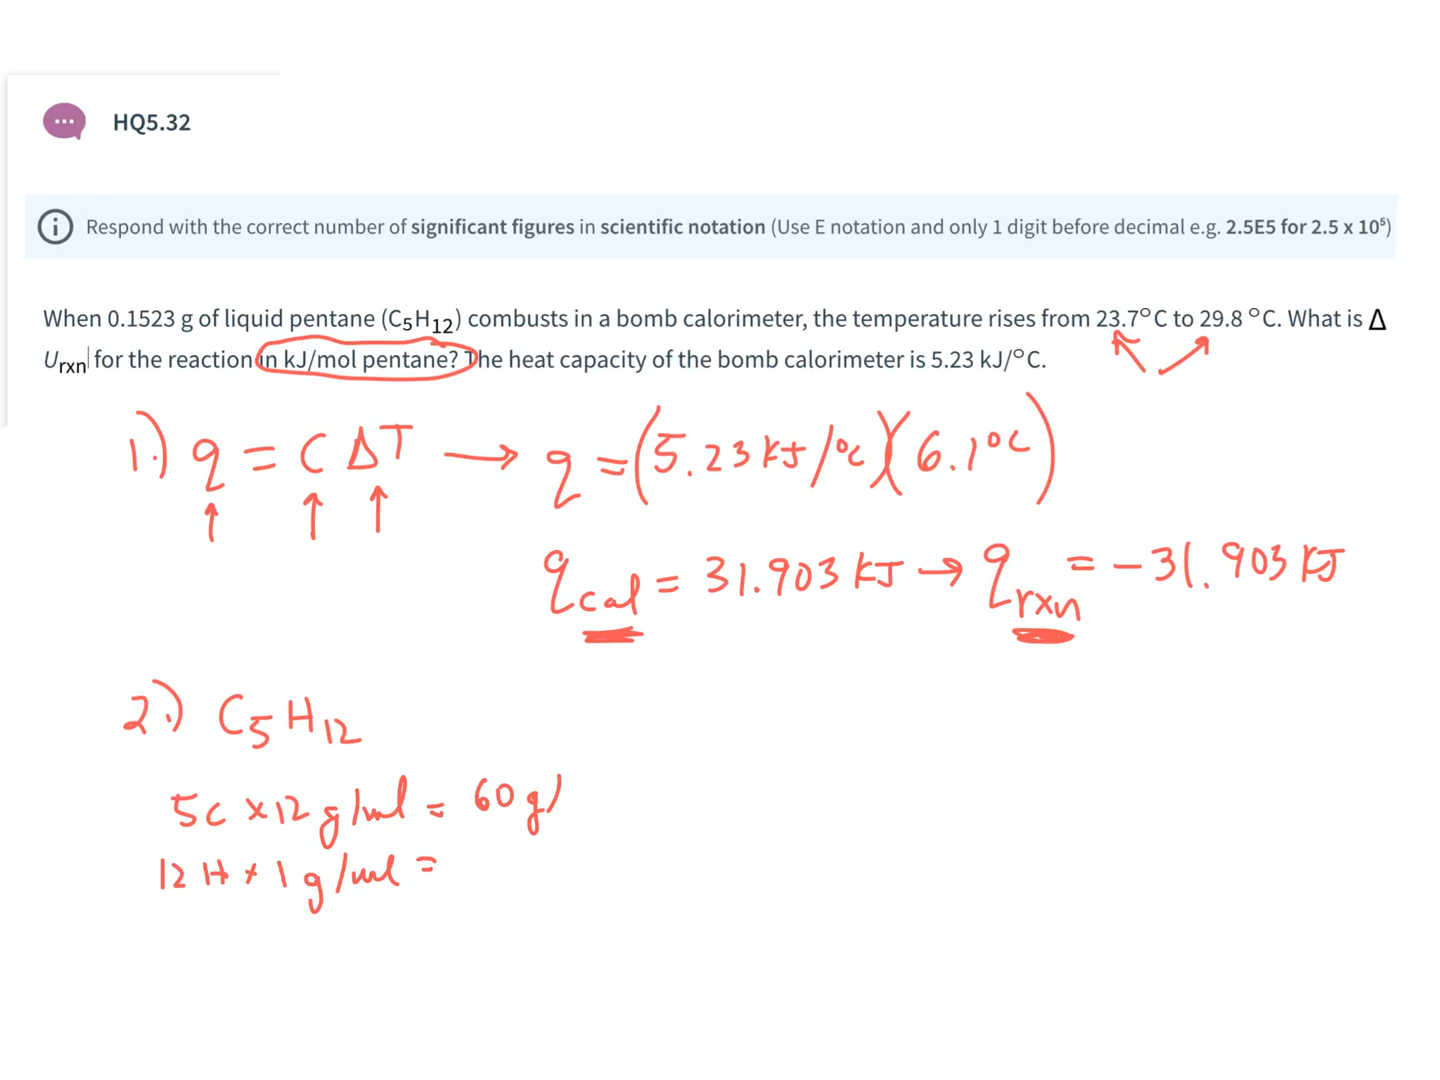 HQ5.32
Respond with the correct number of significant figures in scientific notation (Use E notation and only 1 digit before decimal e.g. 2.5E5 for 2.5 x 10⁵)
When 0.1523 g of liquid pentane (C₅H₁₂) combusts in a bomb calorimeter, the temperature rises from 23.7°C to 29.8 °C. What is Δ
Urxn for the reaction in kJ/mol pentane? The heat capacity of the bomb calorimeter is 5.23 kJ/°C.
1.) q = C ΔT → q = (5.23 kJ/°C)(6.1°C)
qcal = 31.903 kJ → qrxn = -31.903 kJ
2.) C₅H₁₂
5C × 12 g/mol = 60 g/
12 H × 1 g/mol =